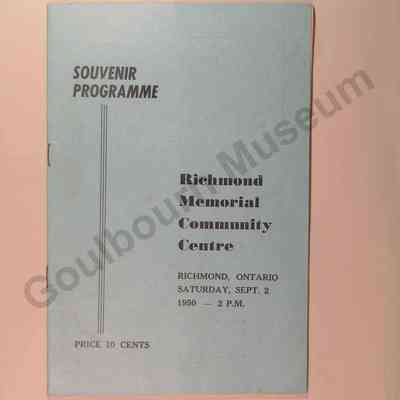 SOUVENIR
PROGRAMME
Richmond
Memorial
Community
Centre
RICHMOND, ONTARIO
SATURDAY, SEPT. 2
1950 — 2 P.M.
PRICE 10 CENTS
Goulbourn Museum